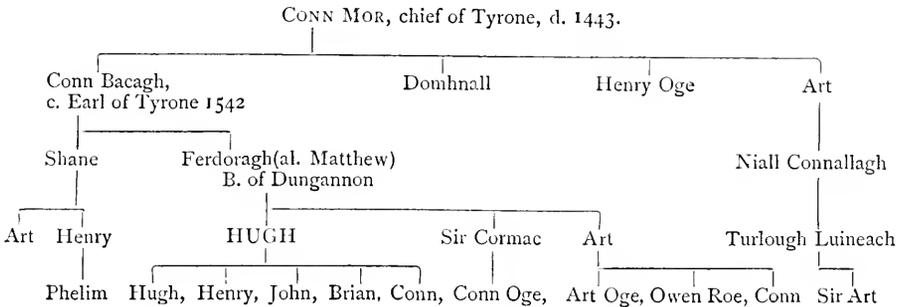 CONN MOR, chief of Tyrone, d. 1443.
Conn Bacagh, Domhnall Henry Oge Art
c. Earl of Tyrone 1542
Shane Ferdoragh(al. Matthew) Niall Connallagh
B. of Dungannon
Art Henry HUGH Sir Cormac Art Turlough Luineach
Phelim Hugh, Henry, John, Brian, Conn, Conn Oge, Art Oge, Owen Roe, Conn Sir Art